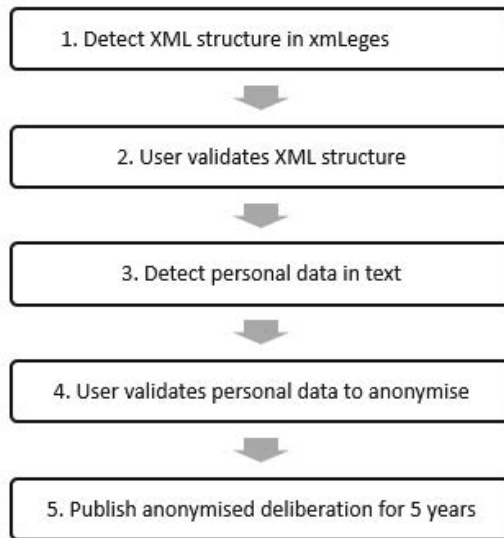 1. Detect XML structure in xmLeges
2. User validates XML structure
3. Detect personal data in text
4. User validates personal data to anonymise
5. Publish anonymised deliberation for 5 years